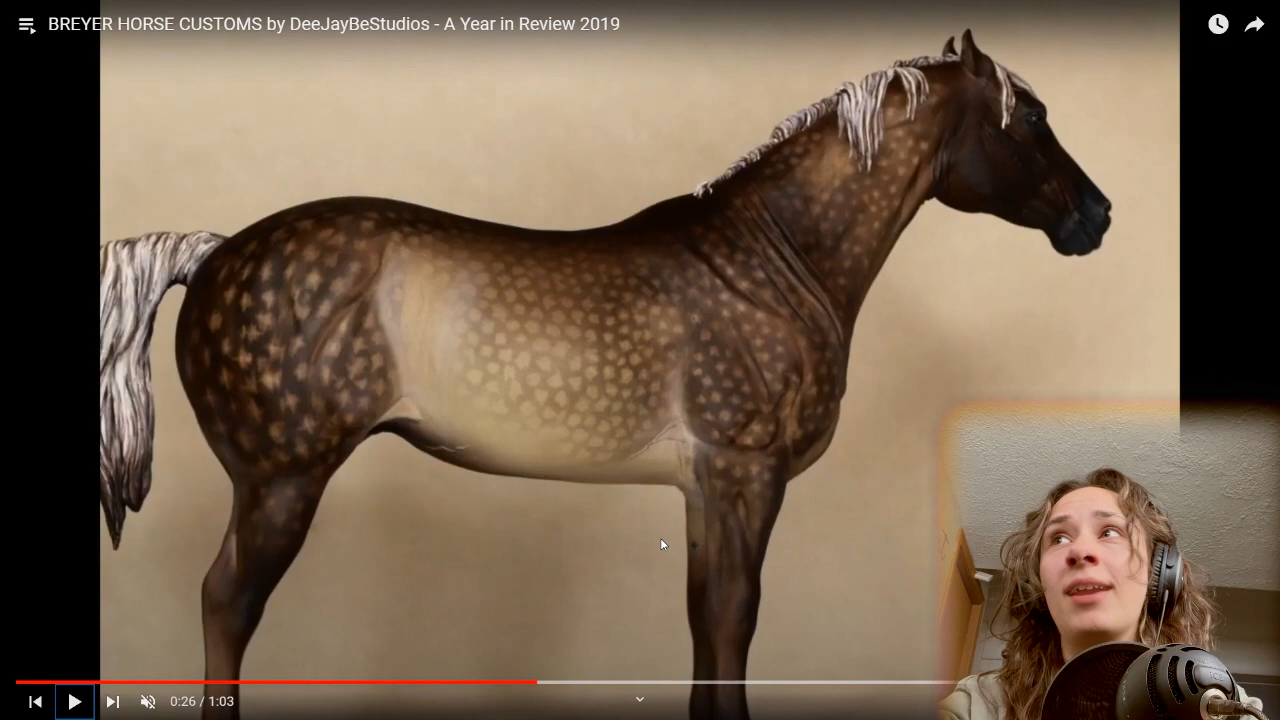 BREYER HORSE CUSTOMS by DeeJayBeStudios - A Year in Review 2019
0:26 / 1:03